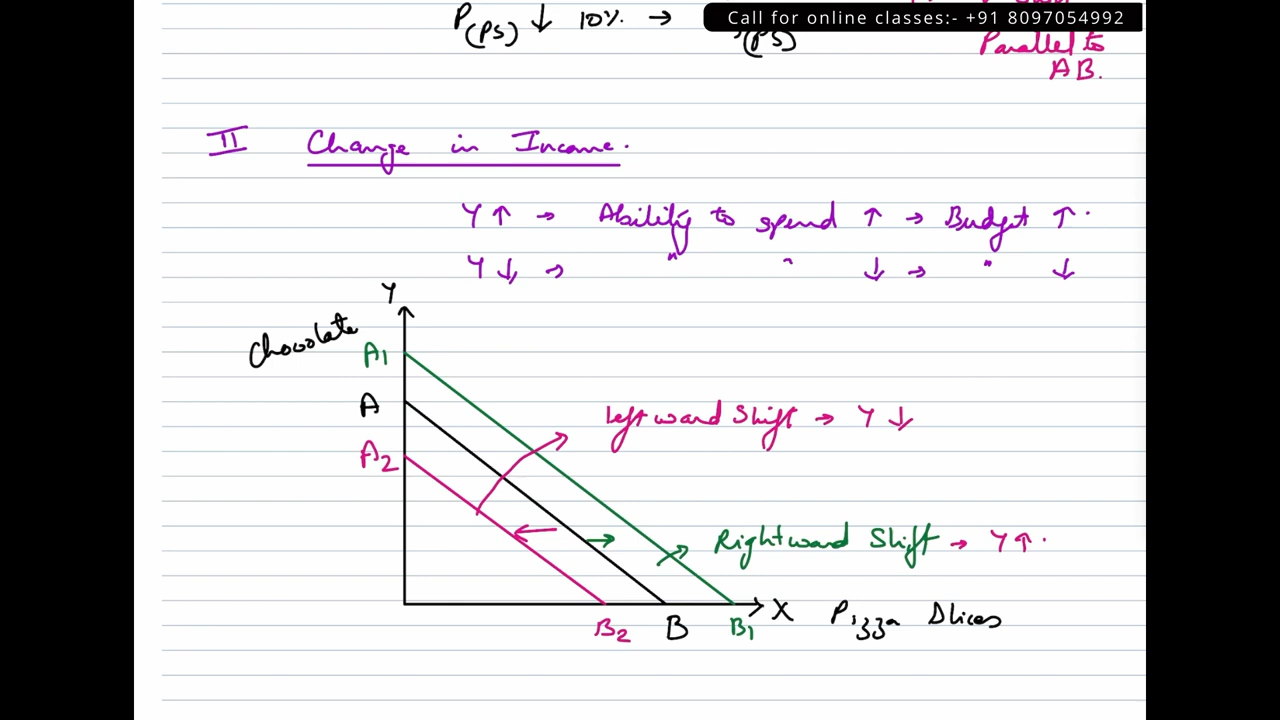 P(PS) ↓ 10% →
(PS)
Call for online classes:- +91 8097054992
Parallel to
AB.
II Change in Income.
Y ↑ → Ability to spend ↑ → Budget ↑.
Y ↓ → " " ↓ → " ↓
Y
Chocolate
A1
A
A2
Leftward Shift → Y ↓
Rightward Shift → Y ↑.
B2 B B1 X Pizza Slices